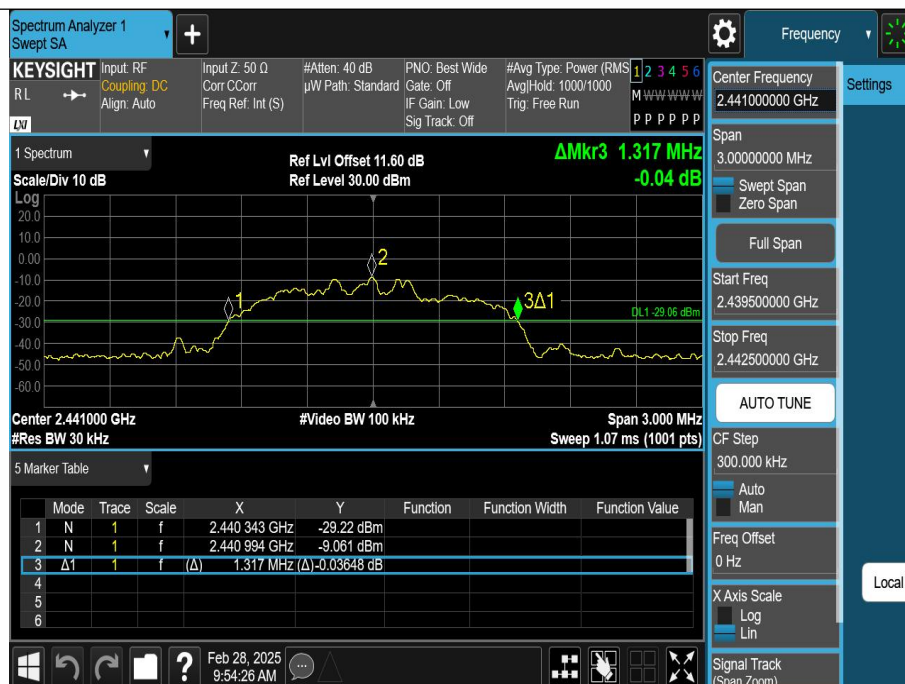 Spectrum Analyzer 1
Swept SA
Frequency
KEYSIGHT
RL
LXI
Input: RF
Coupling: DC
Align: Auto
Input Z: 50 Ω
Corr CCorr
Freq Ref: Int (S)
#Atten: 40 dB
µW Path: Standard
PNO: Best Wide
Gate: Off
IF Gain: Low
Sig Track: Off
#Avg Type: Power (RMS
Avg|Hold: 1000/1000
Trig: Free Run
1 2 3 4 5 6
M W W W W W
P P P P P P
1 Spectrum
Scale/Div 10 dB
Ref Lvl Offset 11.60 dB
Ref Level 30.00 dBm
ΔMkr3 1.317 MHz
-0.04 dB
Log
20.0
10.0
0.00
-10.0
-20.0
-30.0
-40.0
-50.0
-60.0
1
2
3Δ1
DL1 -29.06 dBm
Center 2.441000 GHz
#Video BW 100 kHz
Span 3.000 MHz
#Res BW 30 kHz
Sweep 1.07 ms (1001 pts)
5 Marker Table
Mode Trace Scale X Y Function Function Width Function Value
1 N 1 f 2.440 343 GHz -29.22 dBm
2 N 1 f 2.440 994 GHz -9.061 dBm
3 Δ1 1 f (Δ) 1.317 MHz (Δ)-0.03648 dB
4
5
6
?
Feb 28, 2025
9:54:26 AM
Center Frequency
2.441000000 GHz
Settings
Span
3.00000000 MHz
Swept Span
Zero Span
Full Span
Start Freq
2.439500000 GHz
Stop Freq
2.442500000 GHz
AUTO TUNE
CF Step
300.000 kHz
Auto
Man
Freq Offset
0 Hz
Local
X Axis Scale
Log
Lin
Signal Track
(Span Zoom)